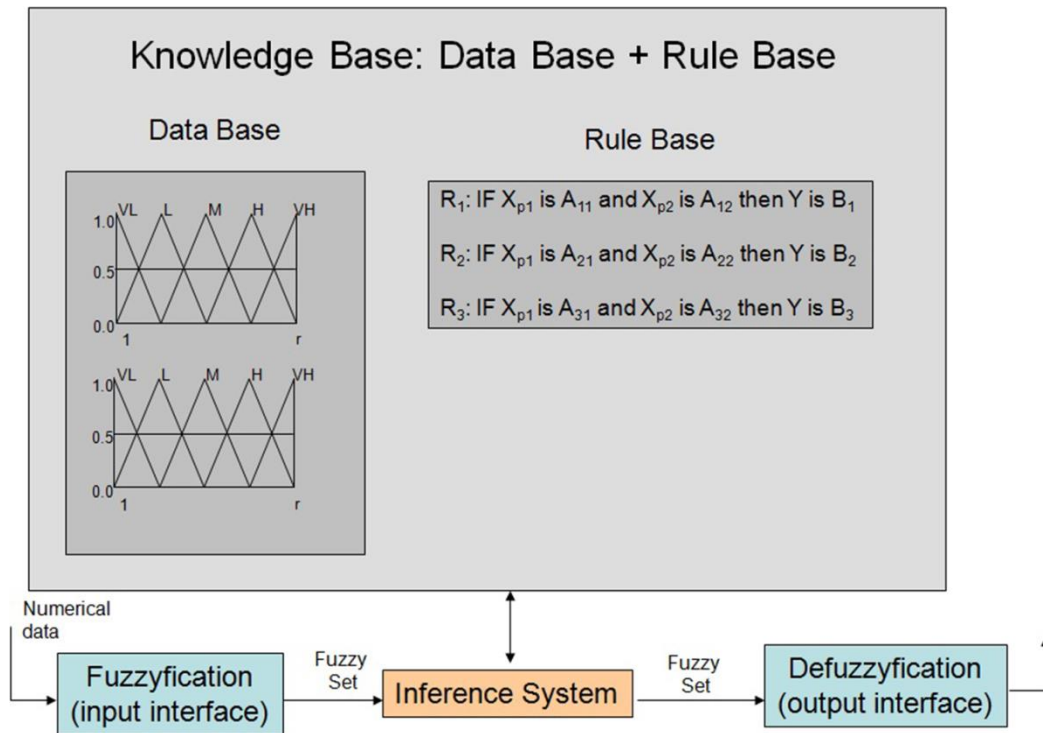 Knowledge Base: Data Base + Rule Base
Data Base
Rule Base
VL L M H VH
1.0
0.5
0.0
1 r
VL L M H VH
1.0
0.5
0.0
1 r
R₁: IF Xₚ₁ is A₁₁ and Xₚ₂ is A₁₂ then Y is B₁
R₂: IF Xₚ₁ is A₂₁ and Xₚ₂ is A₂₂ then Y is B₂
R₃: IF Xₚ₁ is A₃₁ and Xₚ₂ is A₃₂ then Y is B₃
Numerical
data
Fuzzyfication
(input interface)
Fuzzy
Set
Inference System
Fuzzy
Set
Defuzzyfication
(output interface)